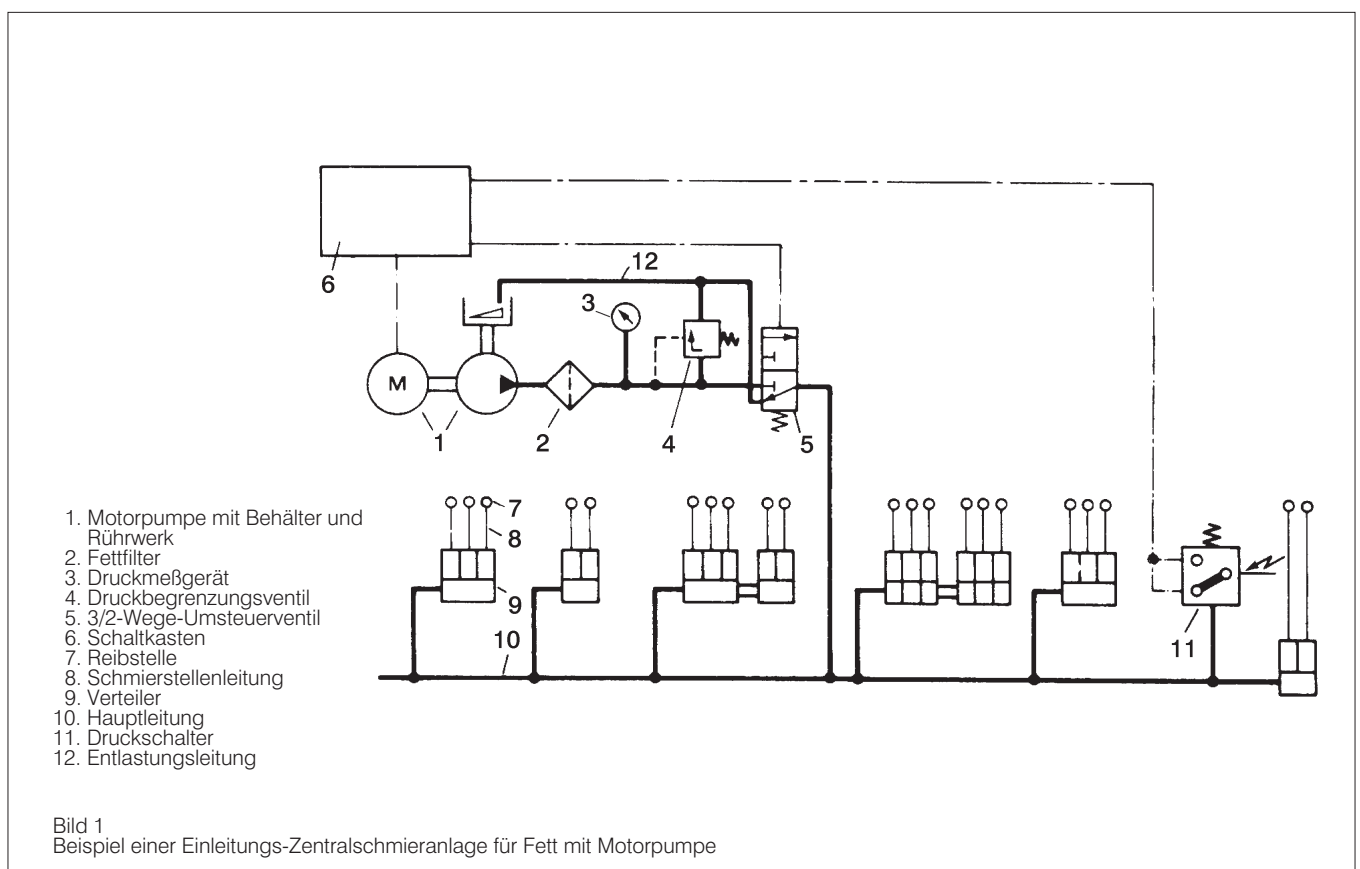 6
12
3
M
1
2
4
5
7
8
9
10
11
1. Motorpumpe mit Behälter und
Rührwerk
2. Fettfilter
3. Druckmeßgerät
4. Druckbegrenzungsventil
5. 3/2-Wege-Umsteuerventil
6. Schaltkasten
7. Reibstelle
8. Schmierstellenleitung
9. Verteiler
10. Hauptleitung
11. Druckschalter
12. Entlastungsleitung
Bild 1
Beispiel einer Einleitungs-Zentralschmieranlage für Fett mit Motorpumpe